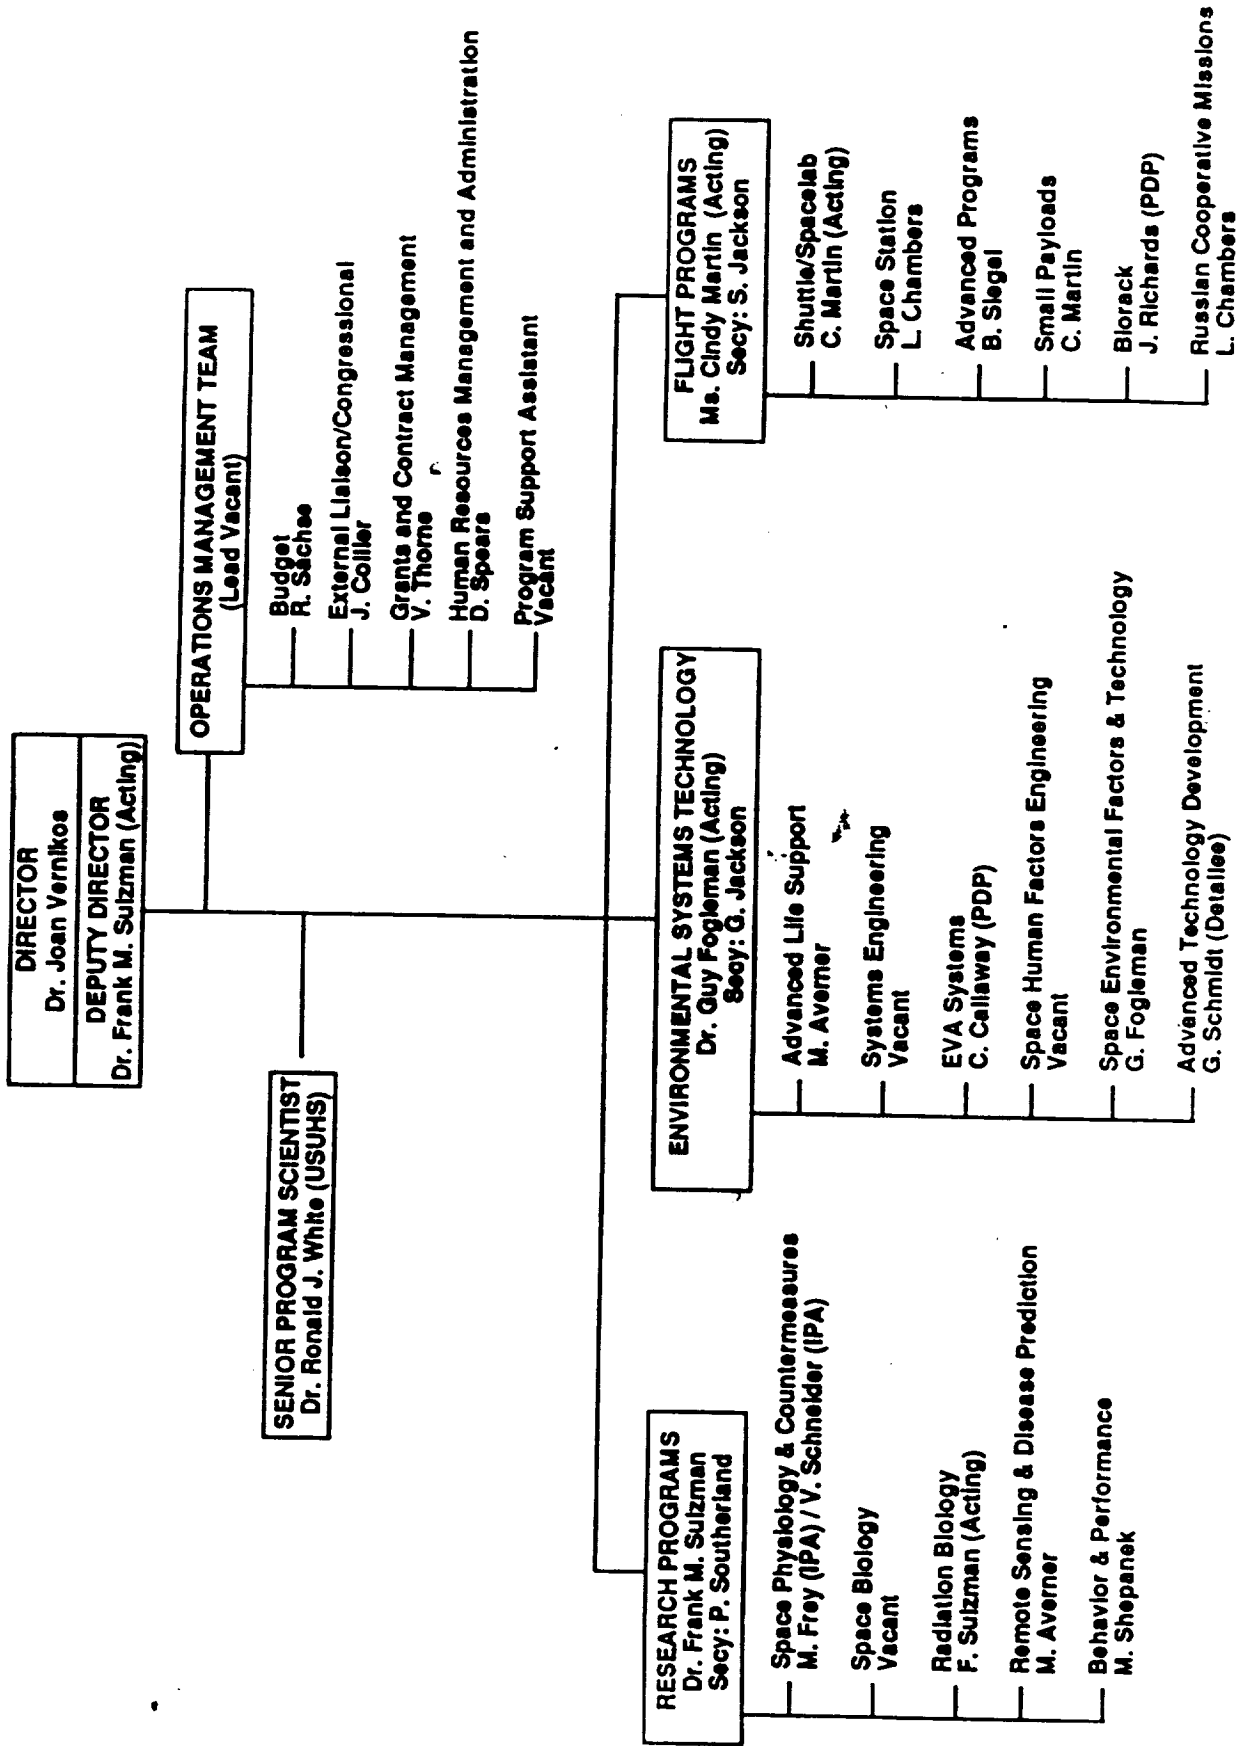 DIRECTOR
Dr. Joan Vernikos
DEPUTY DIRECTOR
Dr. Frank M. Sulzman (Acting)
OPERATIONS MANAGEMENT TEAM
(Lead Vacant)
Budget
R. Sachse
External Liaison/Congressional
J. Collier
Grants and Contract Management
V. Thorne
Human Resources Management and Administration
D. Spears
Program Support Assistant
Vacant
SENIOR PROGRAM SCIENTIST
Dr. Ronald J. White (USUHS)
RESEARCH PROGRAMS
Dr. Frank M. Sulzman
Secy: P. Southerland
Space Physiology & Countermeasures
M. Frey (IPA) / V. Schneider (IPA)
Space Biology
Vacant
Radiation Biology
F. Sulzman (Acting)
Remote Sensing & Disease Prediction
M. Averner
Behavior & Performance
M. Shepanek
ENVIRONMENTAL SYSTEMS TECHNOLOGY
Dr. Guy Fogleman (Acting)
Secy: G. Jackson
Advanced Life Support
M. Averner
Systems Engineering
Vacant
EVA Systems
C. Callaway (PDP)
Space Human Factors Engineering
Vacant
Space Environmental Factors & Technology
G. Fogleman
Advanced Technology Development
G. Schmidt (Detailee)
FLIGHT PROGRAMS
Ms. Cindy Martin (Acting)
Secy: S. Jackson
Shuttle/Spacelab
C. Martin (Acting)
Space Station
L. Chambers
Advanced Programs
B. Siegel
Small Payloads
C. Martin
Biorack
J. Richards (PDP)
Russian Cooperative Missions
L. Chambers